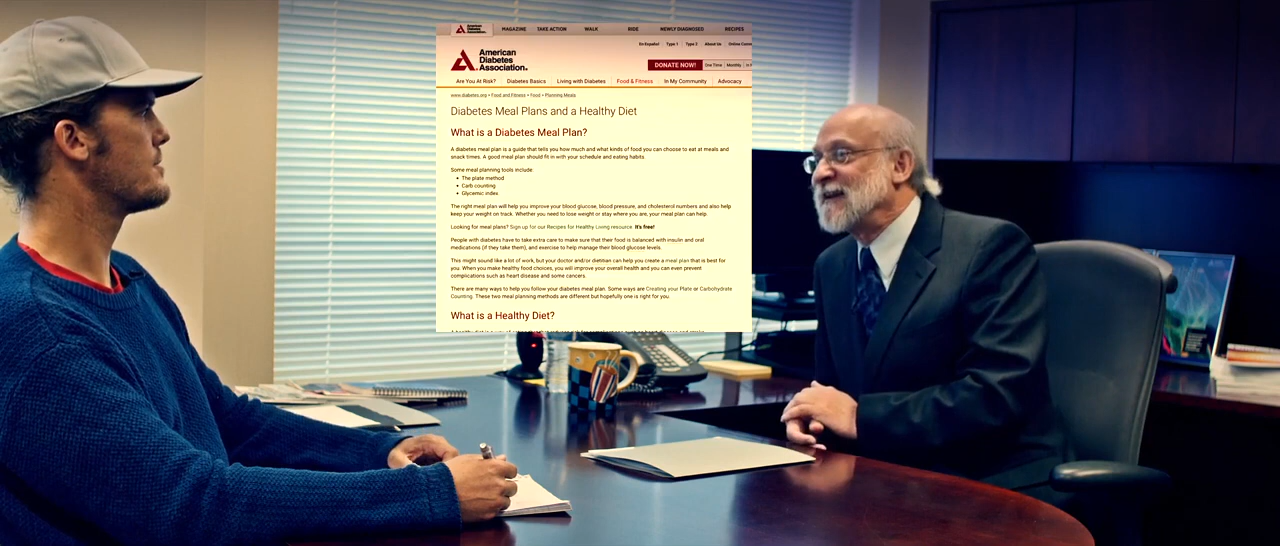 American Diabetes Association.
MAGAZINE TAKE ACTION WALK RIDE NEWLY DIAGNOSED RECIPES
En Español Type 1 Type 2 About Us Online
American
Diabetes
Association.
DONATE NOW! One Time Monthly
Are You At Risk? Diabetes Basics Living with Diabetes Food & Fitness In My Community Advocacy
www.diabetes.org • Food and Fitness • Food • Planning Meals
Diabetes Meal Plans and a Healthy Diet
What is a Diabetes Meal Plan?
A diabetes meal plan is a guide that tells you how much and what kinds of food you can choose to eat at meals and
snack times. A good meal plan should fit in with your schedule and eating habits.
Some meal planning tools include:
• The plate method
• Carb counting
• Glycemic index
The right meal plan will help you improve your blood glucose, blood pressure, and cholesterol numbers and also help
keep your weight on track. Whether you need to lose weight or stay where you are, your meal plan can help.
Looking for meal plans? Sign up for our Recipes for Healthy Living resource. It's free!
People with diabetes have to take extra care to make sure that their food is balanced with insulin and oral
medications (if they take them), and exercise to help manage their blood glucose levels.
This might sound like a lot of work, but your doctor and/or dietitian can help you create a meal plan that is best for
you. When you make healthy food choices, you will improve your overall health and you can even prevent
complications such as heart disease and some cancers.
There are many ways to help you follow your diabetes meal plan. Some ways are Creating your Plate or Carbohydrate
Counting. These two meal planning methods are different but hopefully one is right for you.
What is a Healthy Diet?